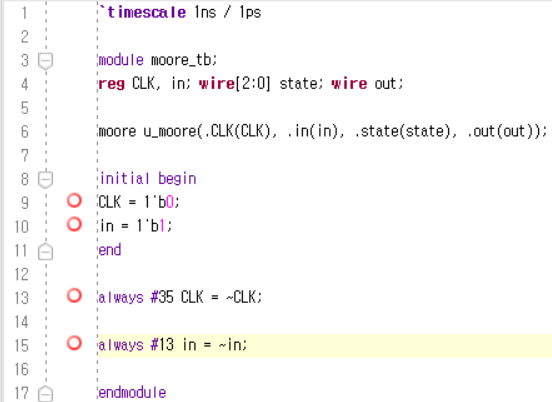 1 `timescale 1ns / 1ps
2
3 module moore_tb;
4 reg CLK, in; wire[2:0] state; wire out;
5
6 moore u_moore(.CLK(CLK), .in(in), .state(state), .out(out));
7
8 initial begin
9 CLK = 1'b0;
10 in = 1'b1;
11 end
12
13 always #35 CLK = ~CLK;
14
15 always #13 in = ~in;
16
17 endmodule